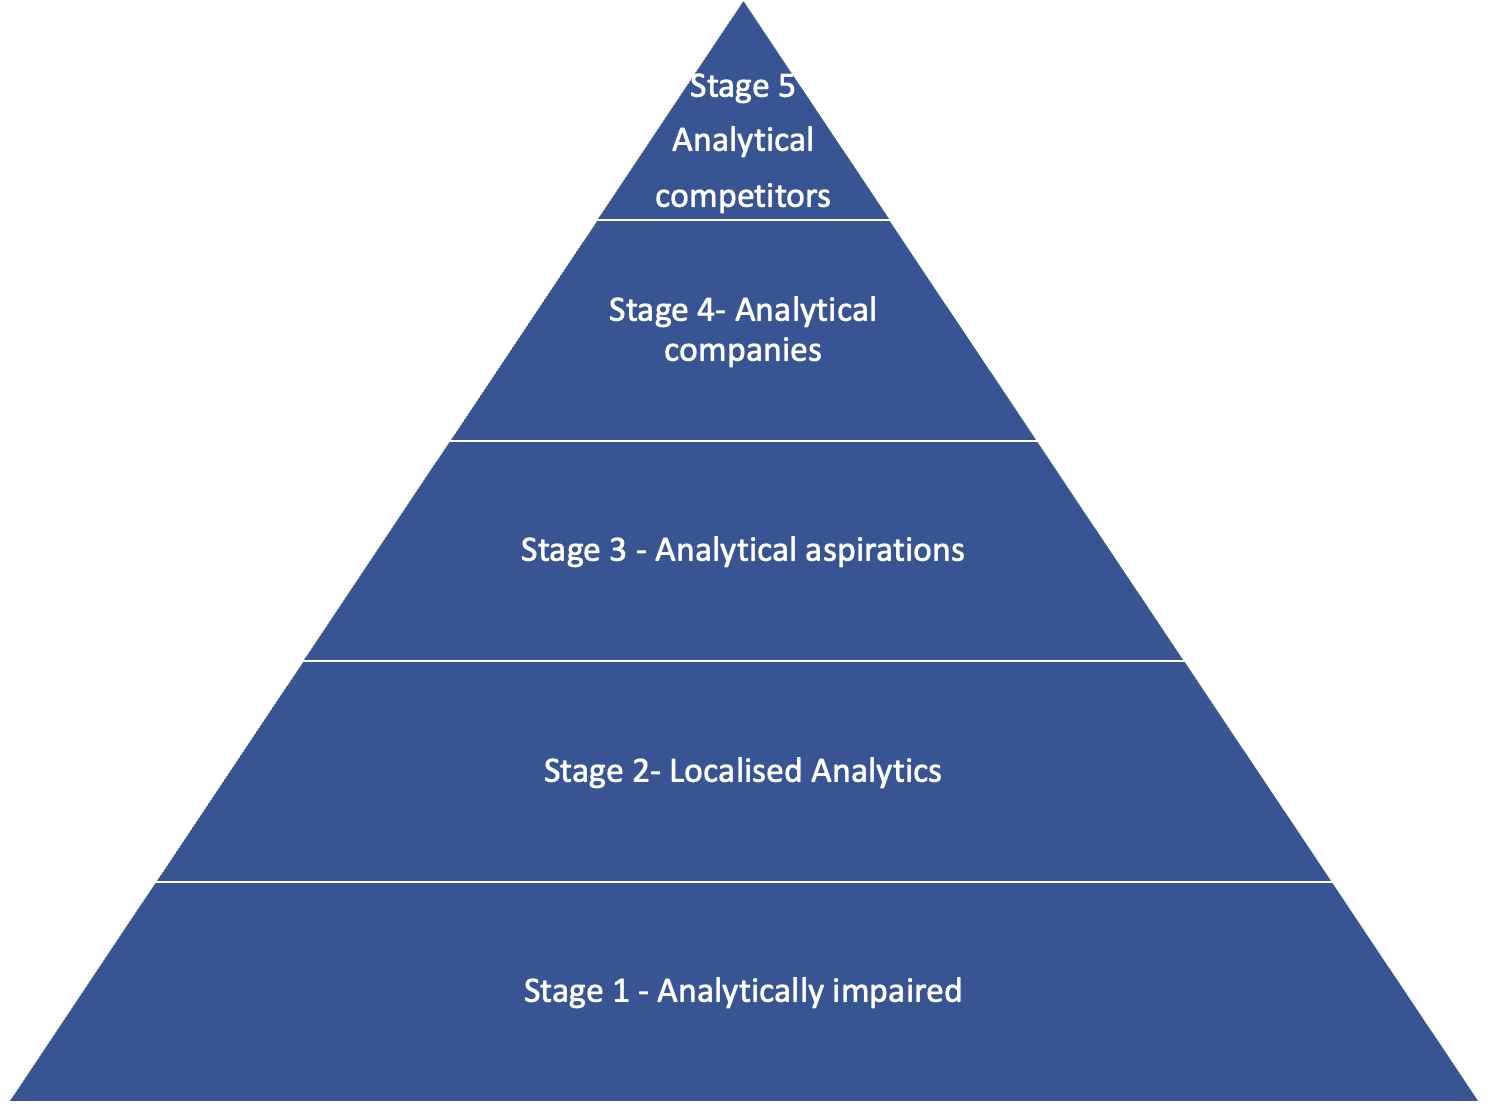 Stage 5
Analytical
competitors
Stage 4- Analytical
companies
Stage 3 - Analytical aspirations
Stage 2- Localised Analytics
Stage 1 - Analytically impaired